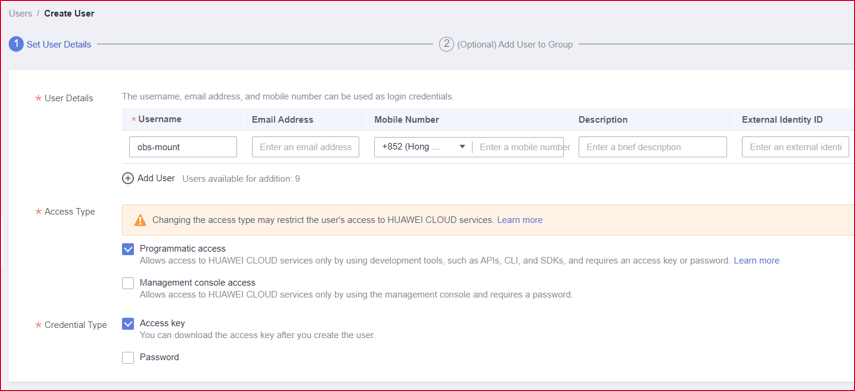 Users / Create User
1 Set User Details 2 (Optional) Add User to Group
* User Details The username, email address, and mobile number can be used as login credentials.
* Username Email Address Mobile Number Description External Identity ID
obs-mount Enter an email address +852 (Hong ... Enter a mobile number Enter a brief description. Enter an external identi
Add User Users available for addition: 9
* Access Type Changing the access type may restrict the user's access to HUAWEI CLOUD services. Learn more
Programmatic access
Allows access to HUAWEI CLOUD services only by using development tools, such as APIs, CLI, and SDKs, and requires an access key or password. Learn more
Management console access
Allows access to HUAWEI CLOUD services only by using the management console and requires a password.
* Credential Type Access key
You can download the access key after you create the user.
Password